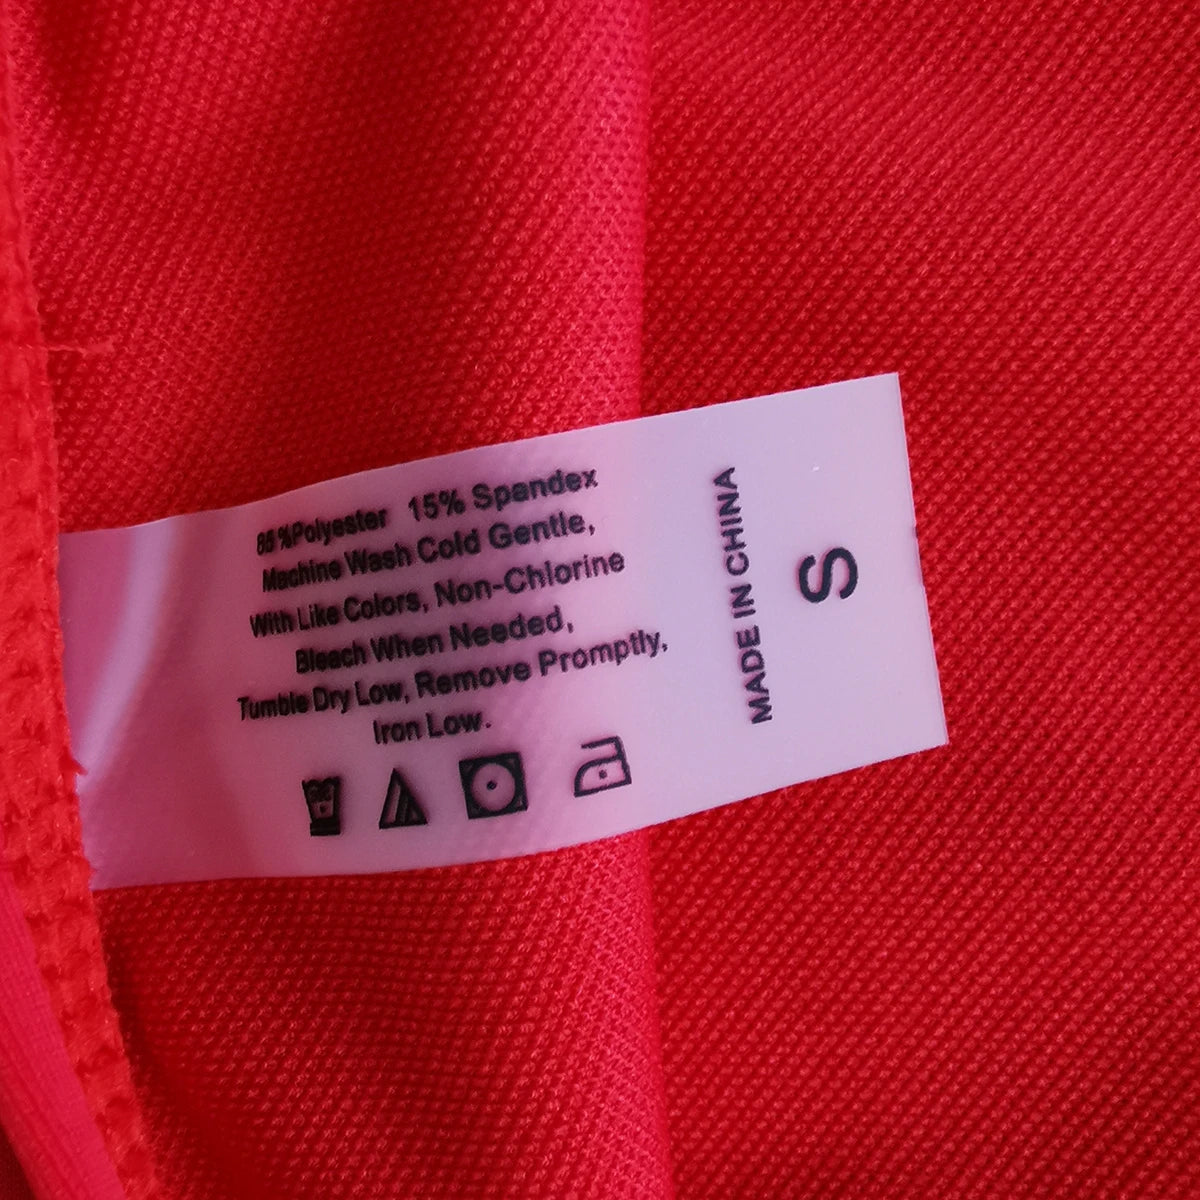 85%Polyester 15% Spandex
Machine Wash Cold Gentle,
With Like Colors, Non-Chlorine
Bleach When Needed,
Tumble Dry Low, Remove Promptly,
Iron Low.
MADE IN CHINA
S